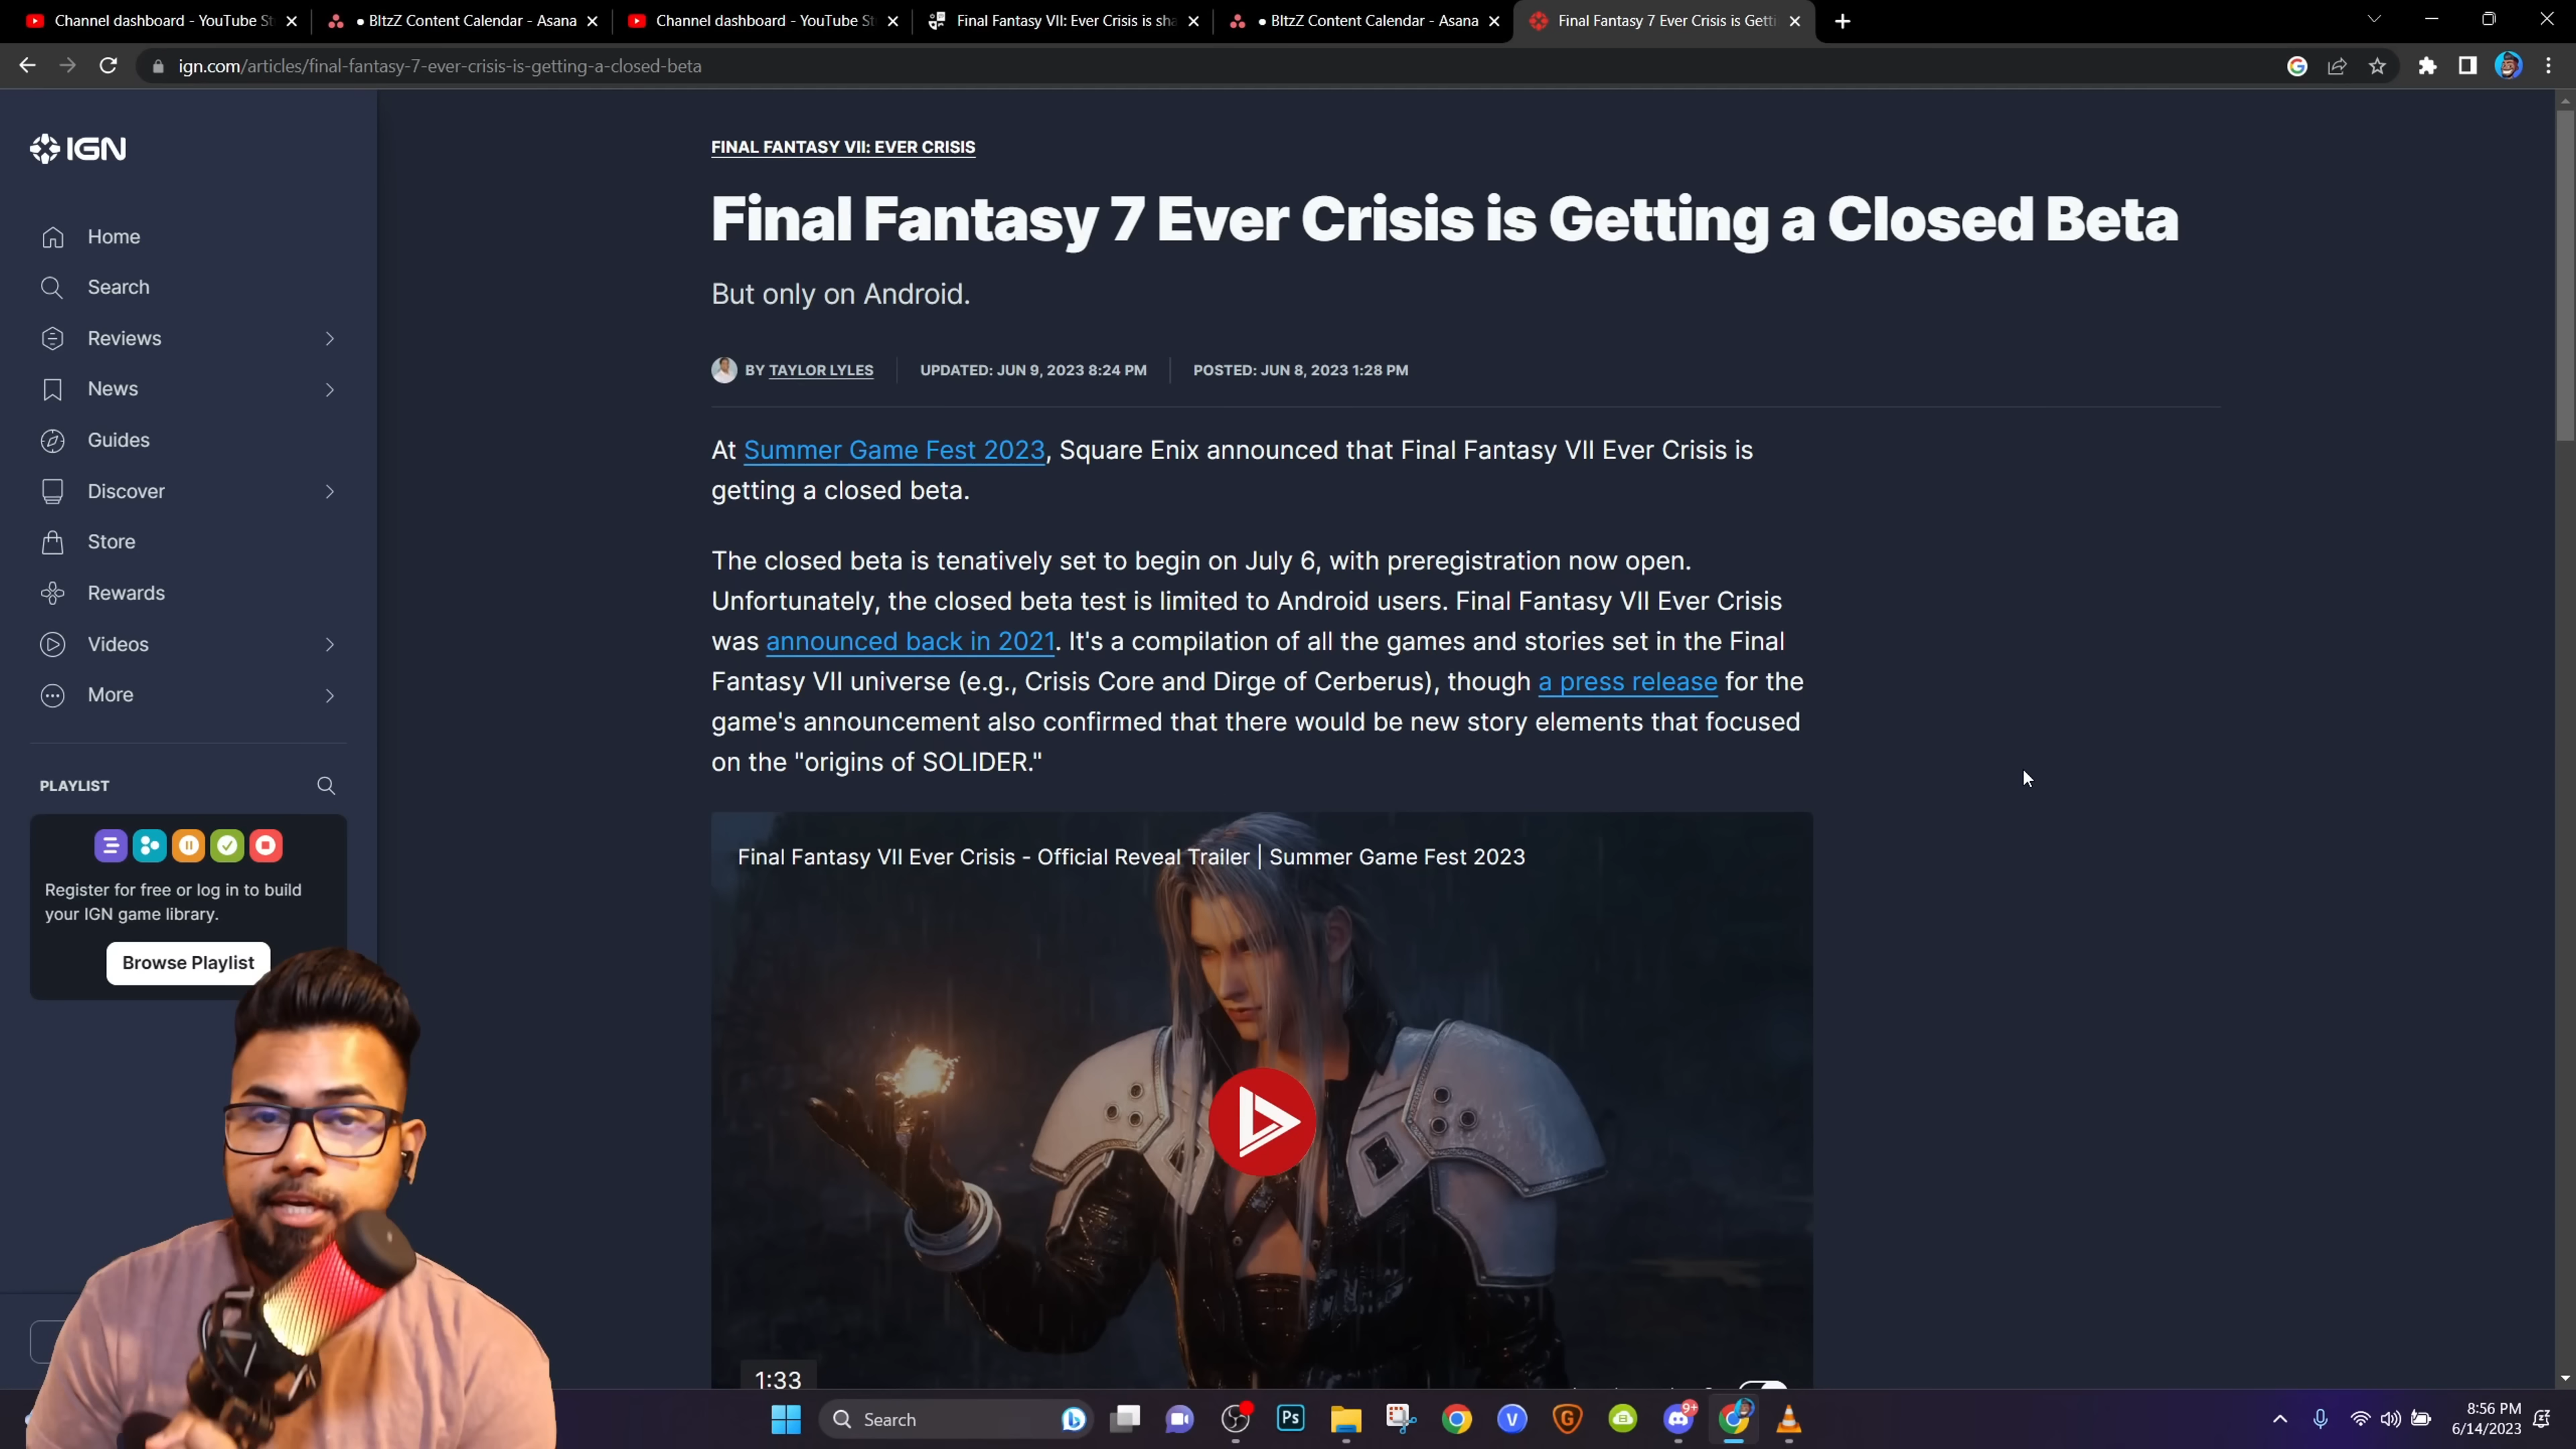 Channel dashboard - YouTube St
● BltzZ Content Calendar - Asana
Channel dashboard - YouTube St
Final Fantasy VII: Ever Crisis is sha
● BltzZ Content Calendar - Asana
Final Fantasy 7 Ever Crisis is Getti
ign.com/articles/final-fantasy-7-ever-crisis-is-getting-a-closed-beta
IGN
Home
Search
Reviews
News
Guides
Discover
Store
Rewards
Videos
More
PLAYLIST
Register for free or log in to build
your IGN game library.
Browse Playlist
FINAL FANTASY VII: EVER CRISIS
Final Fantasy 7 Ever Crisis is Getting a Closed Beta
But only on Android.
BY TAYLOR LYLES
UPDATED: JUN 9, 2023 8:24 PM
POSTED: JUN 8, 2023 1:28 PM
At Summer Game Fest 2023, Square Enix announced that Final Fantasy VII Ever Crisis is
getting a closed beta.
The closed beta is tenatively set to begin on July 6, with preregistration now open.
Unfortunately, the closed beta test is limited to Android users. Final Fantasy VII Ever Crisis
was announced back in 2021. It's a compilation of all the games and stories set in the Final
Fantasy VII universe (e.g., Crisis Core and Dirge of Cerberus), though a press release for the
game's announcement also confirmed that there would be new story elements that focused
on the "origins of SOLIDER."
Final Fantasy VII Ever Crisis - Official Reveal Trailer | Summer Game Fest 2023
1:33
Search
Ps
V
G
9+
8:56 PM
6/14/2023